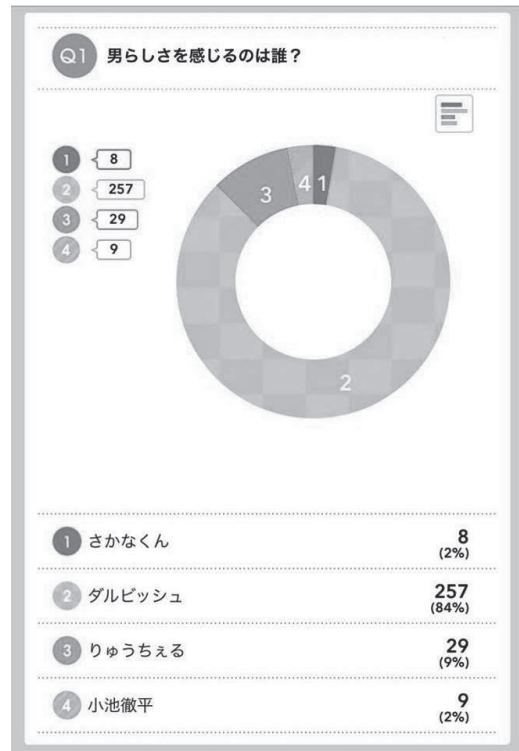 Q1 男らしさを感じるのは誰？
1 8
2 257
3 29
4 9
3 4 1
2
1 さかなくん 8
(2%)
2 ダルビッシュ 257
(84%)
3 りゅうちぇる 29
(9%)
4 小池徹平 9
(2%)